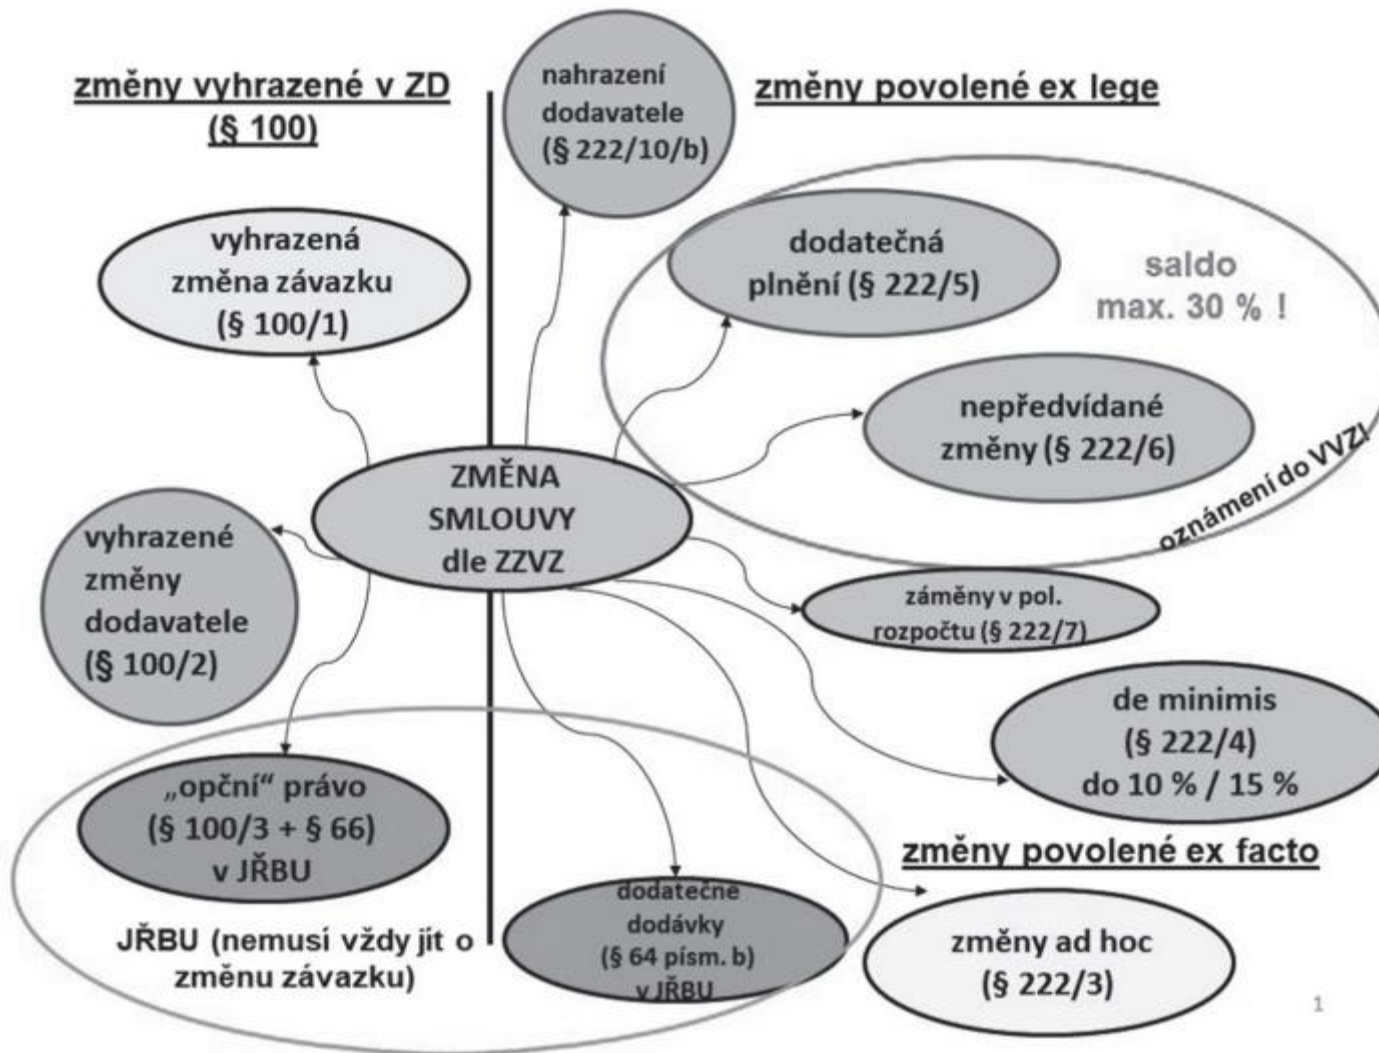 změny vyhrazené v ZD
(§ 100)
nahrazení
dodavatele
(§ 222/10/b)
změny povolené ex lege
vyhrazená
změna závazku
(§ 100/1)
dodatečná
plnění (§ 222/5)
saldo
max. 30 % !
nepředvídané
změny (§ 222/6)
oznámení do VVZ!
ZMĚNA
SMLOUVY
dle ZZVZ
vyhrazené
změny
dodavatele
(§ 100/2)
záměny v pol.
rozpočtu (§ 222/7)
de minimis
(§ 222/4)
do 10 % / 15 %
„opční“ právo
(§ 100/3 + § 66)
v JŘBU
změny povolené ex facto
dodatečné
dodávky
(§ 64 písm. b)
v JŘBU
JŘBU (nemusí vždy jít o
změnu závazku)
změny ad hoc
(§ 222/3)
1